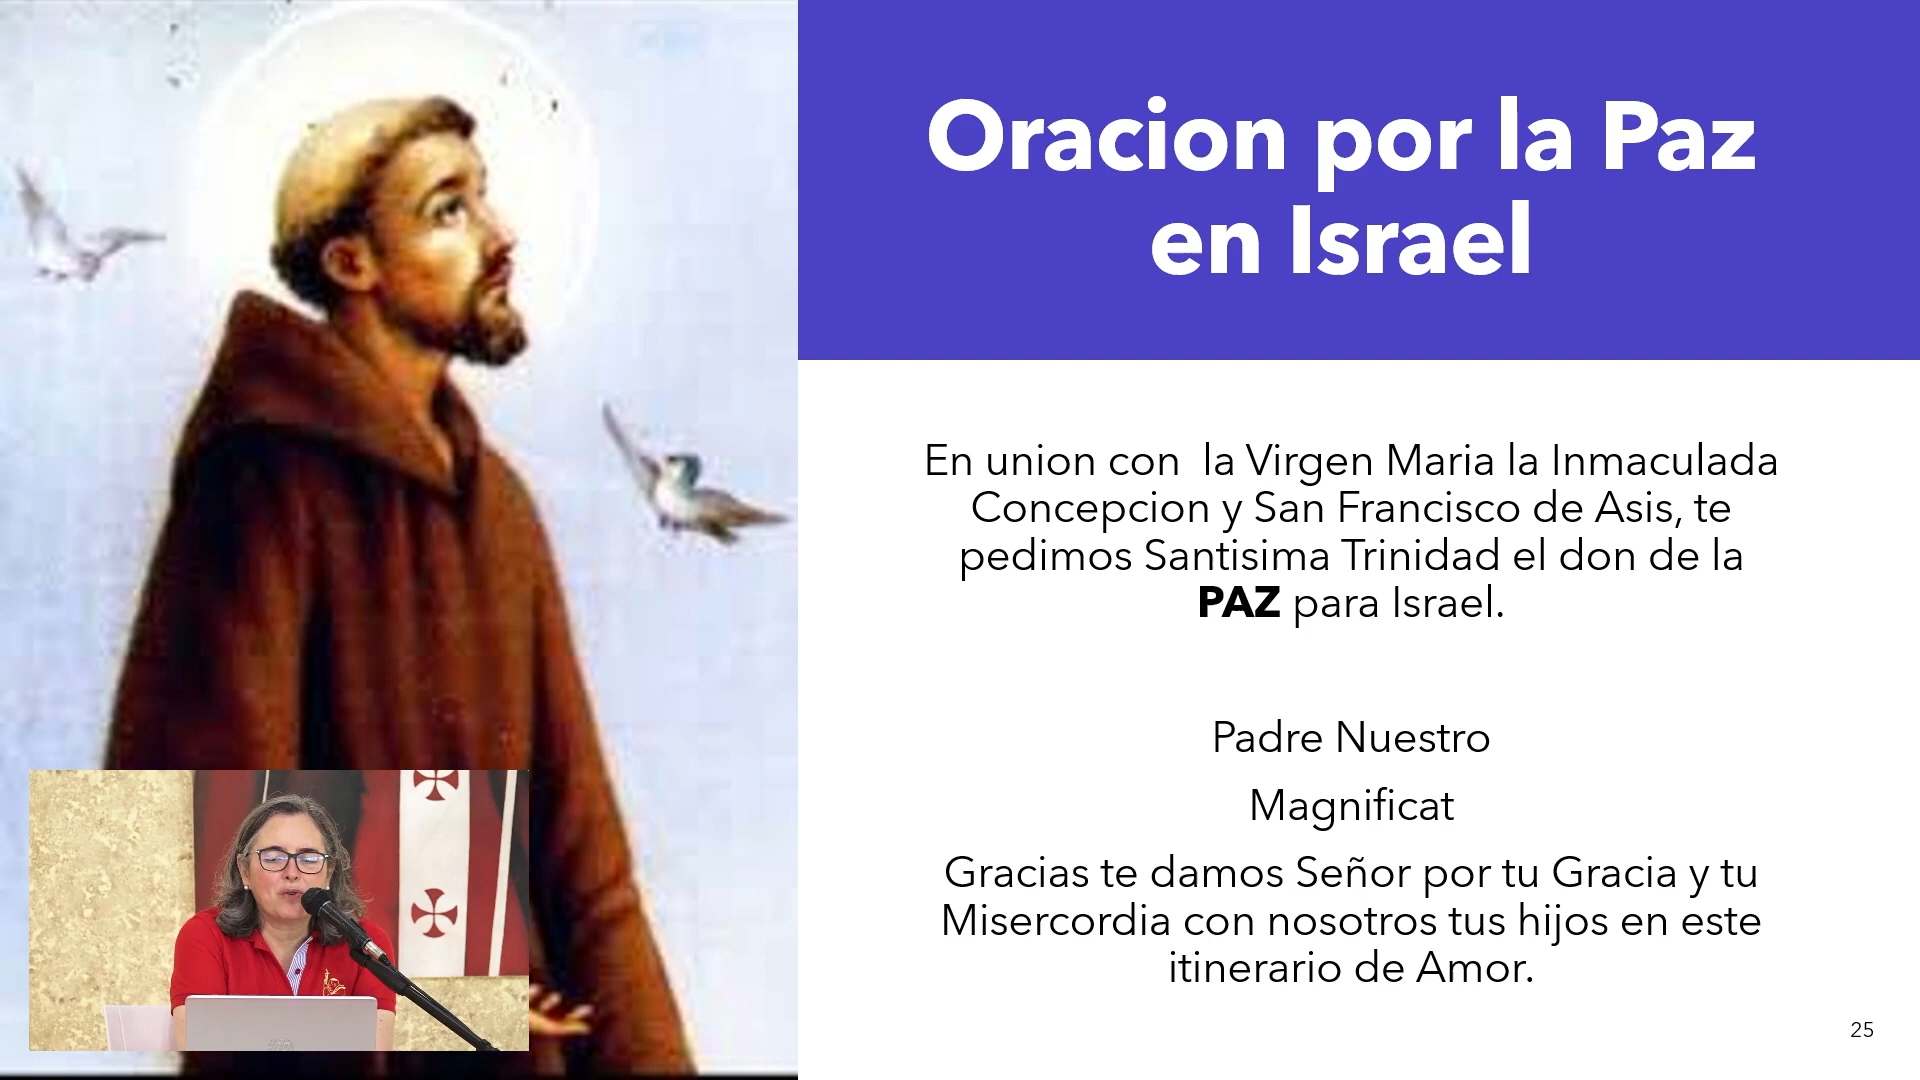 Oracion por la Paz
en Israel
En union con  la Virgen Maria la Inmaculada
Concepcion y San Francisco de Asis, te
pedimos Santisima Trinidad el don de la
PAZ para Israel.
Padre Nuestro
Magnificat
Gracias te damos Señor por tu Gracia y tu
Misercordia con nosotros tus hijos en este
itinerario de Amor.
25